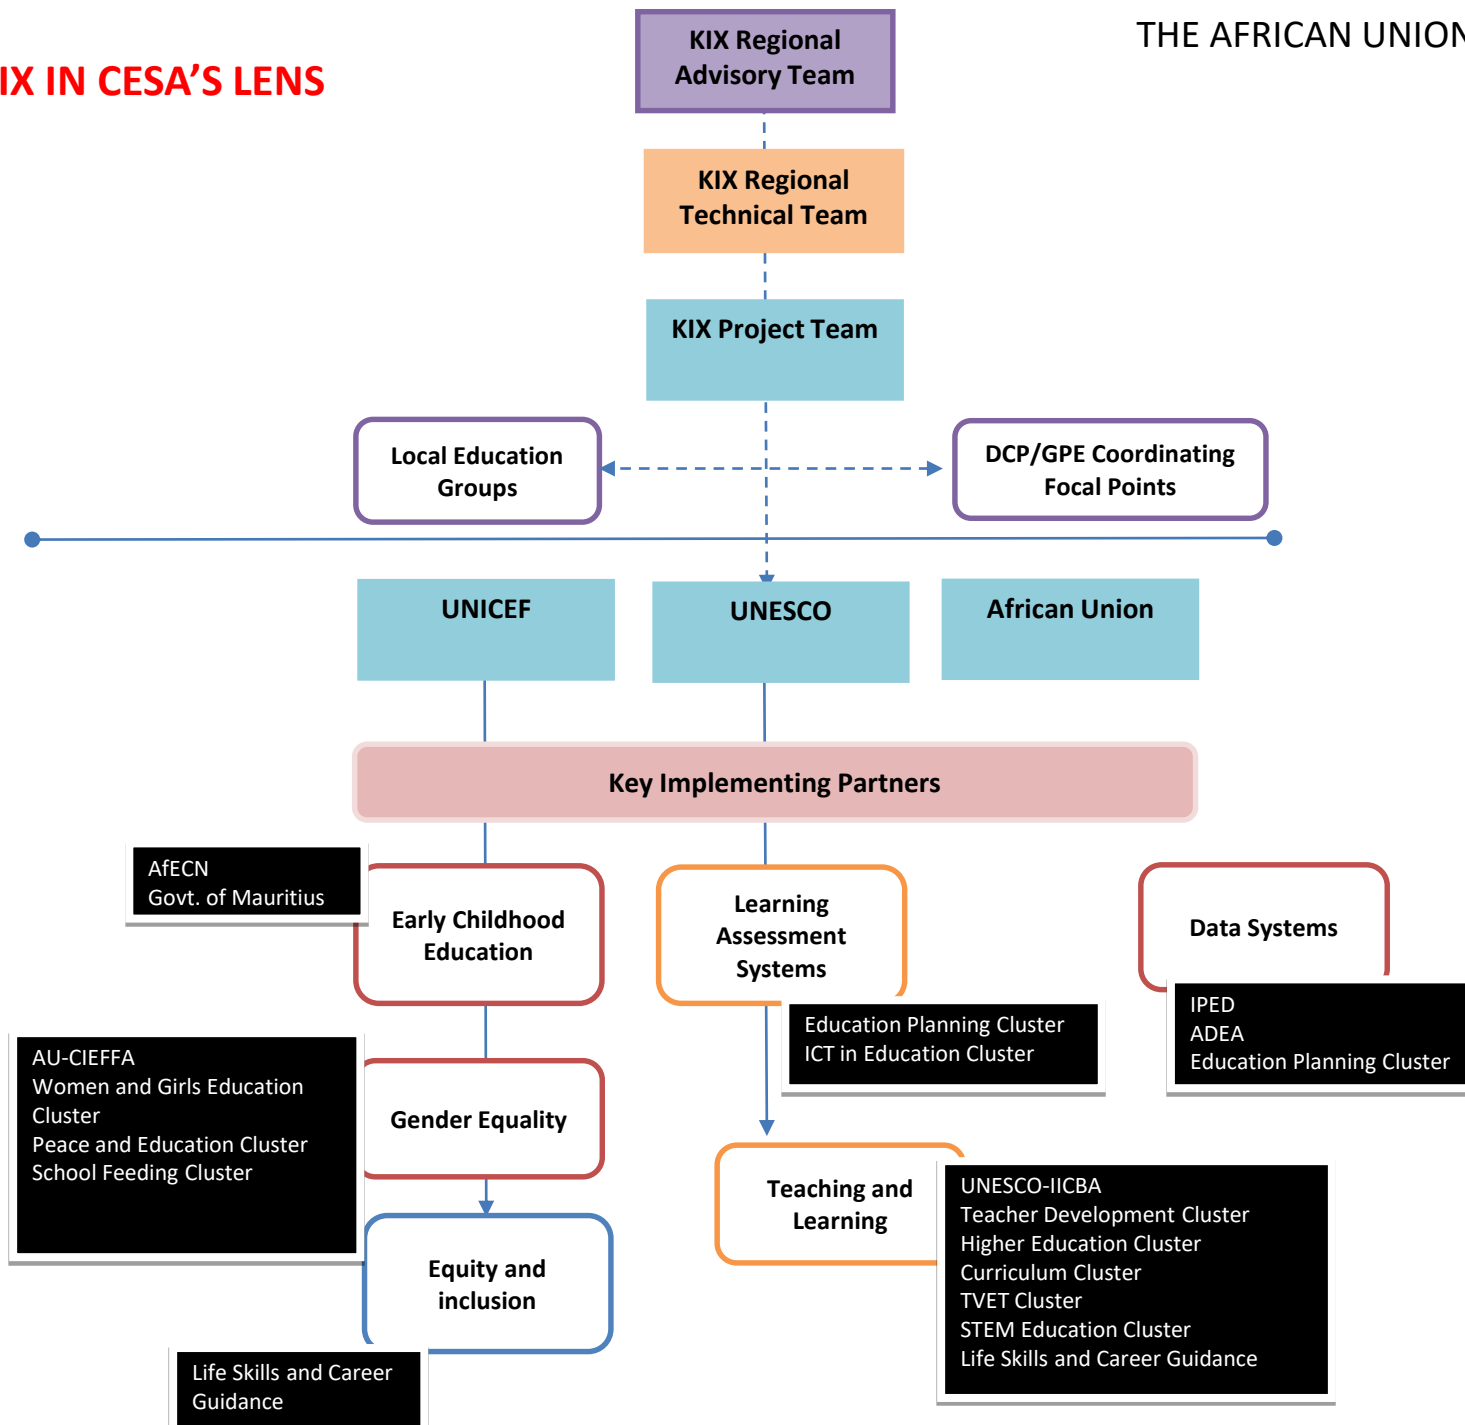 THE AFRICAN UNION
IX IN CESA’S LENS
KIX Regional
Advisory Team
KIX Regional
Technical Team
KIX Project Team
Local Education
Groups
DCP/GPE Coordinating
Focal Points
UNICEF
UNESCO
African Union
Key Implementing Partners
AfECN
Govt. of Mauritius
Early Childhood
Education
Learning
Assessment
Systems
Data Systems
Education Planning Cluster
ICT in Education Cluster
IPED
ADEA
Education Planning Cluster
AU-CIEFFA
Women and Girls Education
Cluster
Peace and Education Cluster
School Feeding Cluster
Gender Equality
Teaching and
Learning
UNESCO-IICBA
Teacher Development Cluster
Higher Education Cluster
Curriculum Cluster
TVET Cluster
STEM Education Cluster
Life Skills and Career Guidance
Equity and
inclusion
Life Skills and Career
Guidance